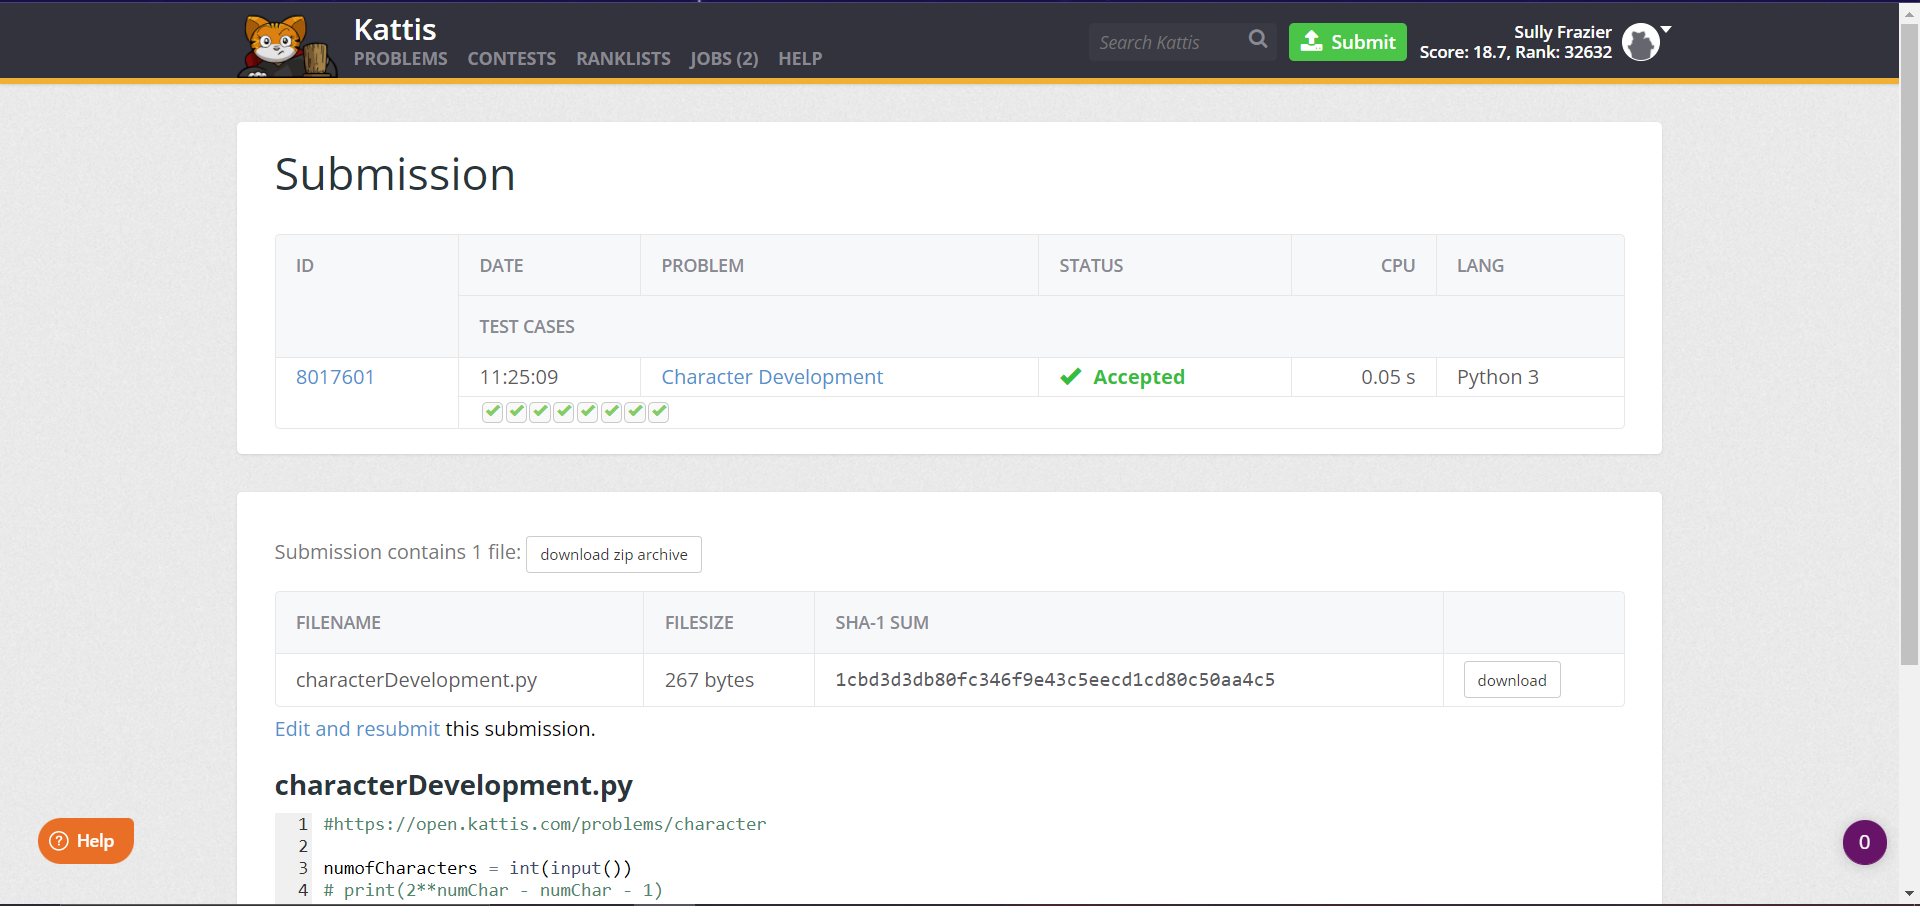 Kattis
PROBLEMS CONTESTS RANKLISTS JOBS (2) HELP
Search Kattis
Submit
Sully Frazier
Score: 18.7, Rank: 32632
Submission
ID DATE PROBLEM STATUS CPU LANG
TEST CASES
8017601 11:25:09 Character Development Accepted 0.05 s Python 3
Submission contains 1 file: download zip archive
FILENAME FILESIZE SHA-1 SUM
characterDevelopment.py 267 bytes 1cbd3d3db80fc346f9e43c5eecd1cd80c50aa4c5 download
Edit and resubmit this submission.
characterDevelopment.py
1 #https://open.kattis.com/problems/character
2
3 numofCharacters = int(input())
4 # print(2**numChar - numChar - 1)
? Help
0